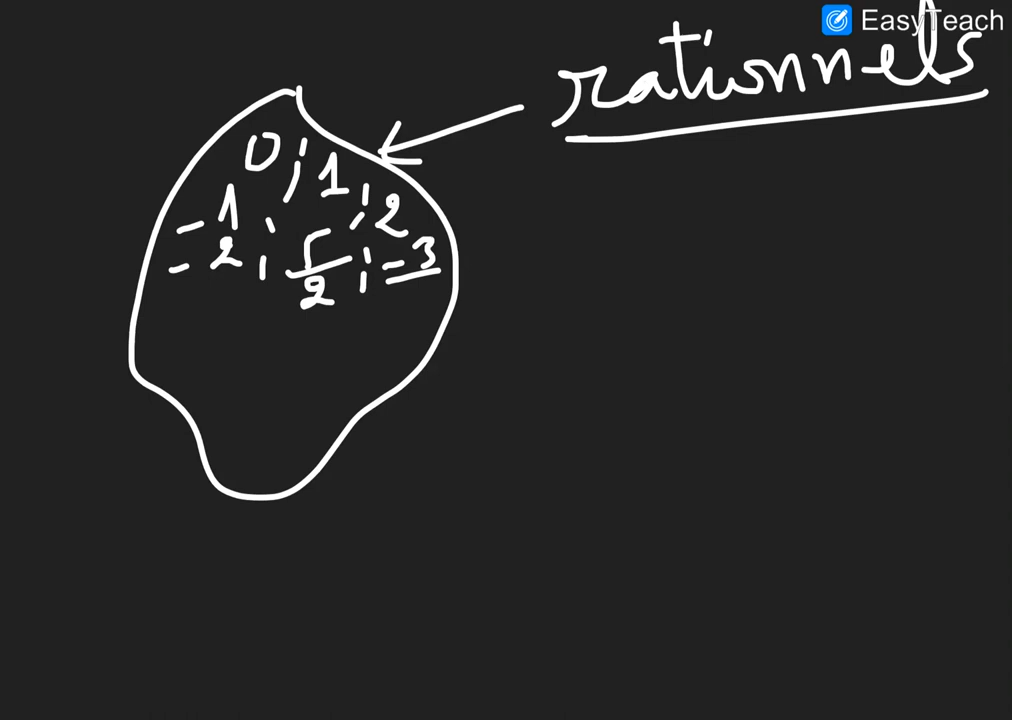 EasyTeach
rationnels
0 ; 1
-1 ; ; 2
-2 ; 5/2 ; -3